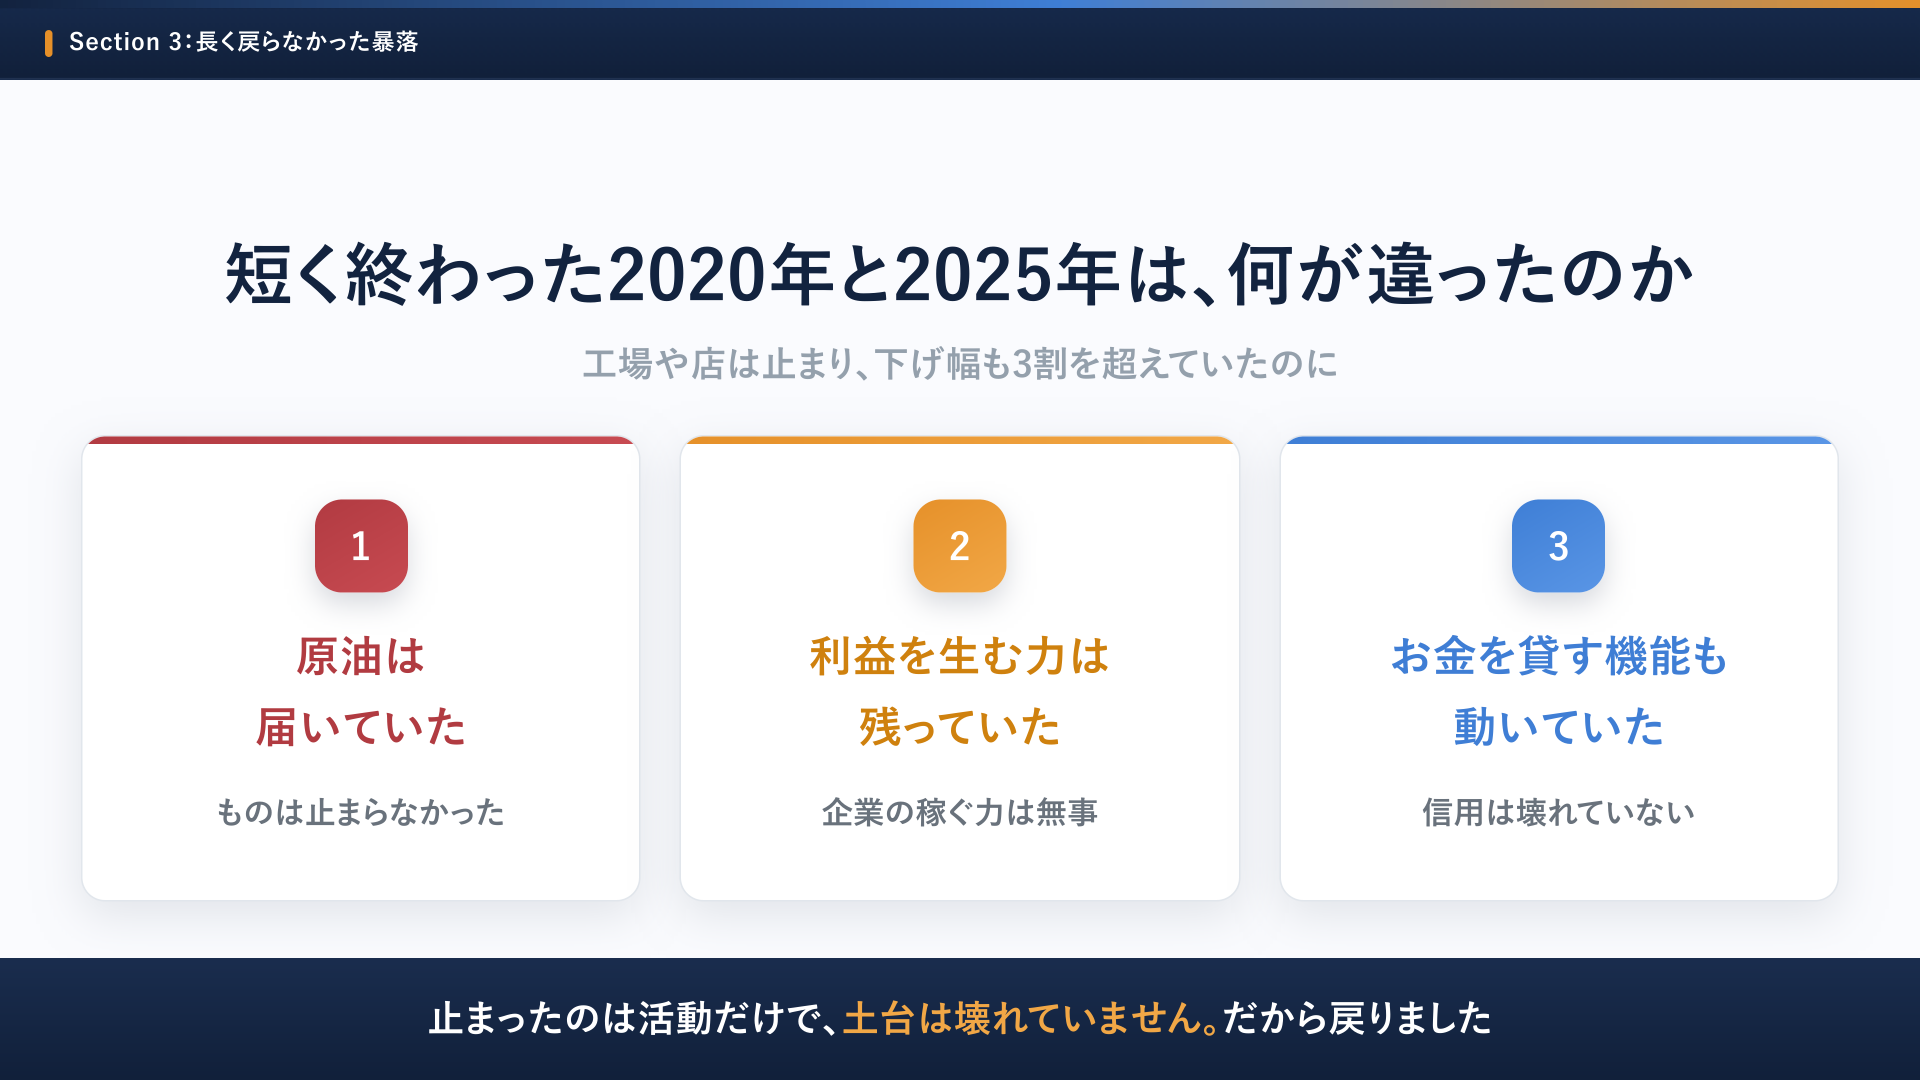 Section 3：長く戻らなかった暴落
短く終わった2020年と2025年は、何が違ったのか
工場や店は止まり、下げ幅も3割を超えていたのに
1
原油は
届いていた
ものは止まらなかった
2
利益を生む力は
残っていた
企業の稼ぐ力は無事
3
お金を貸す機能も
動いていた
信用は壊れていない
止まったのは活動だけで、土台は壊れていません。だから戻りました